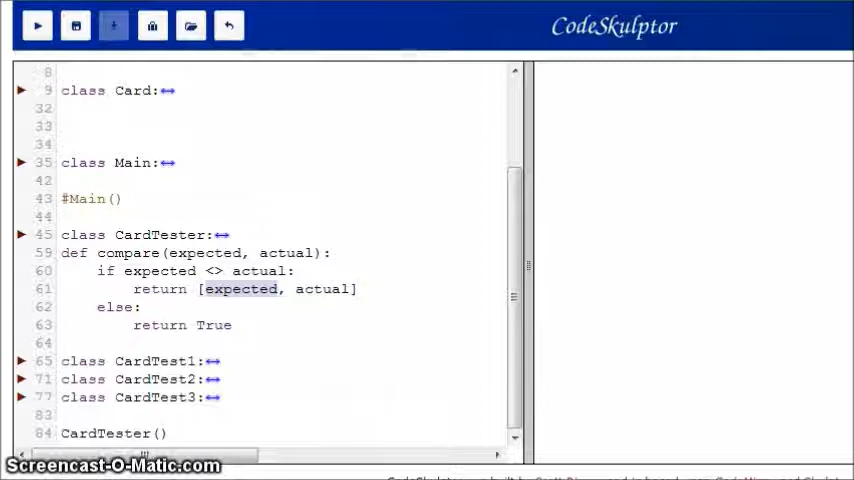 CodeSkulptor
8
9 class Card:
32
33
34
35 class Main:
42
43 #Main()
44
45 class CardTester:
59 def compare(expected, actual):
60 if expected <> actual:
61 return [expected, actual]
62 else:
63 return True
64
65 class CardTest1:
71 class CardTest2:
77 class CardTest3:
83
84 CardTester()
Screencast-O-Matic.com